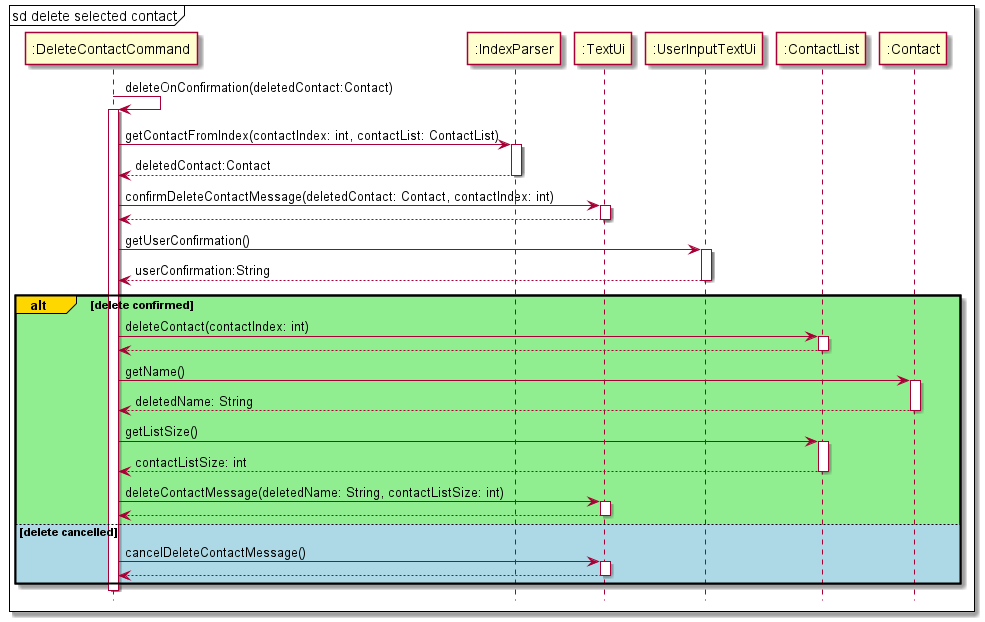 sd delete selected contact
:DeleteContactCommand
:IndexParser
:TextUi
:UserInputTextUi
:ContactList
:Contact
deleteOnConfirmation(deletedContact:Contact)
getContactFromIndex(contactIndex: int, contactList: ContactList)
deletedContact:Contact
confirmDeleteContactMessage(deletedContact: Contact, contactIndex: int)
getUserConfirmation()
userConfirmation:String
alt [delete confirmed]
deleteContact(contactIndex: int)
getName()
deletedName: String
getListSize()
contactListSize: int
deleteContactMessage(deletedName: String, contactListSize: int)
[delete cancelled]
cancelDeleteContactMessage()